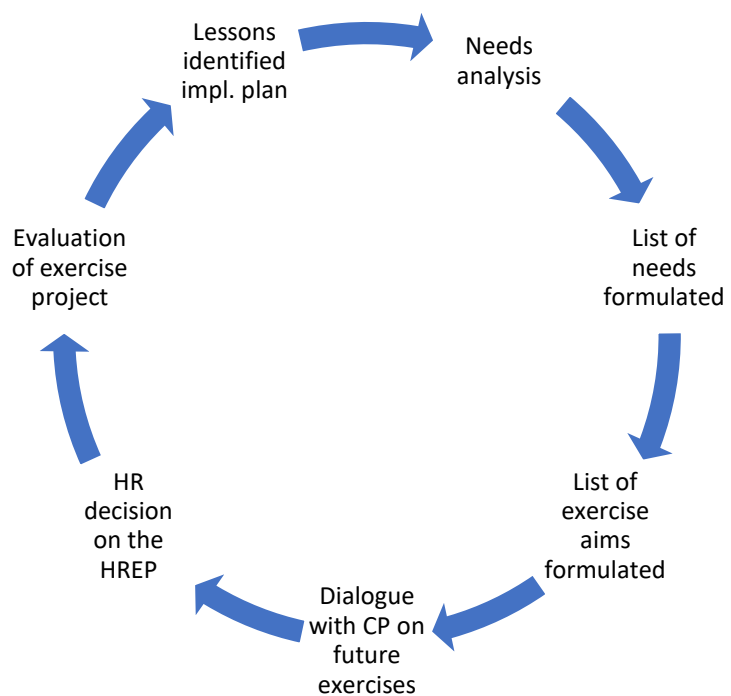 Lessons
identified
impl. plan
Needs
analysis
List of
needs
formulated
List of
exercise
aims
formulated
Dialogue
with CP on
future
exercises
HR
decision
on the
HREP
Evaluation
of exercise
project